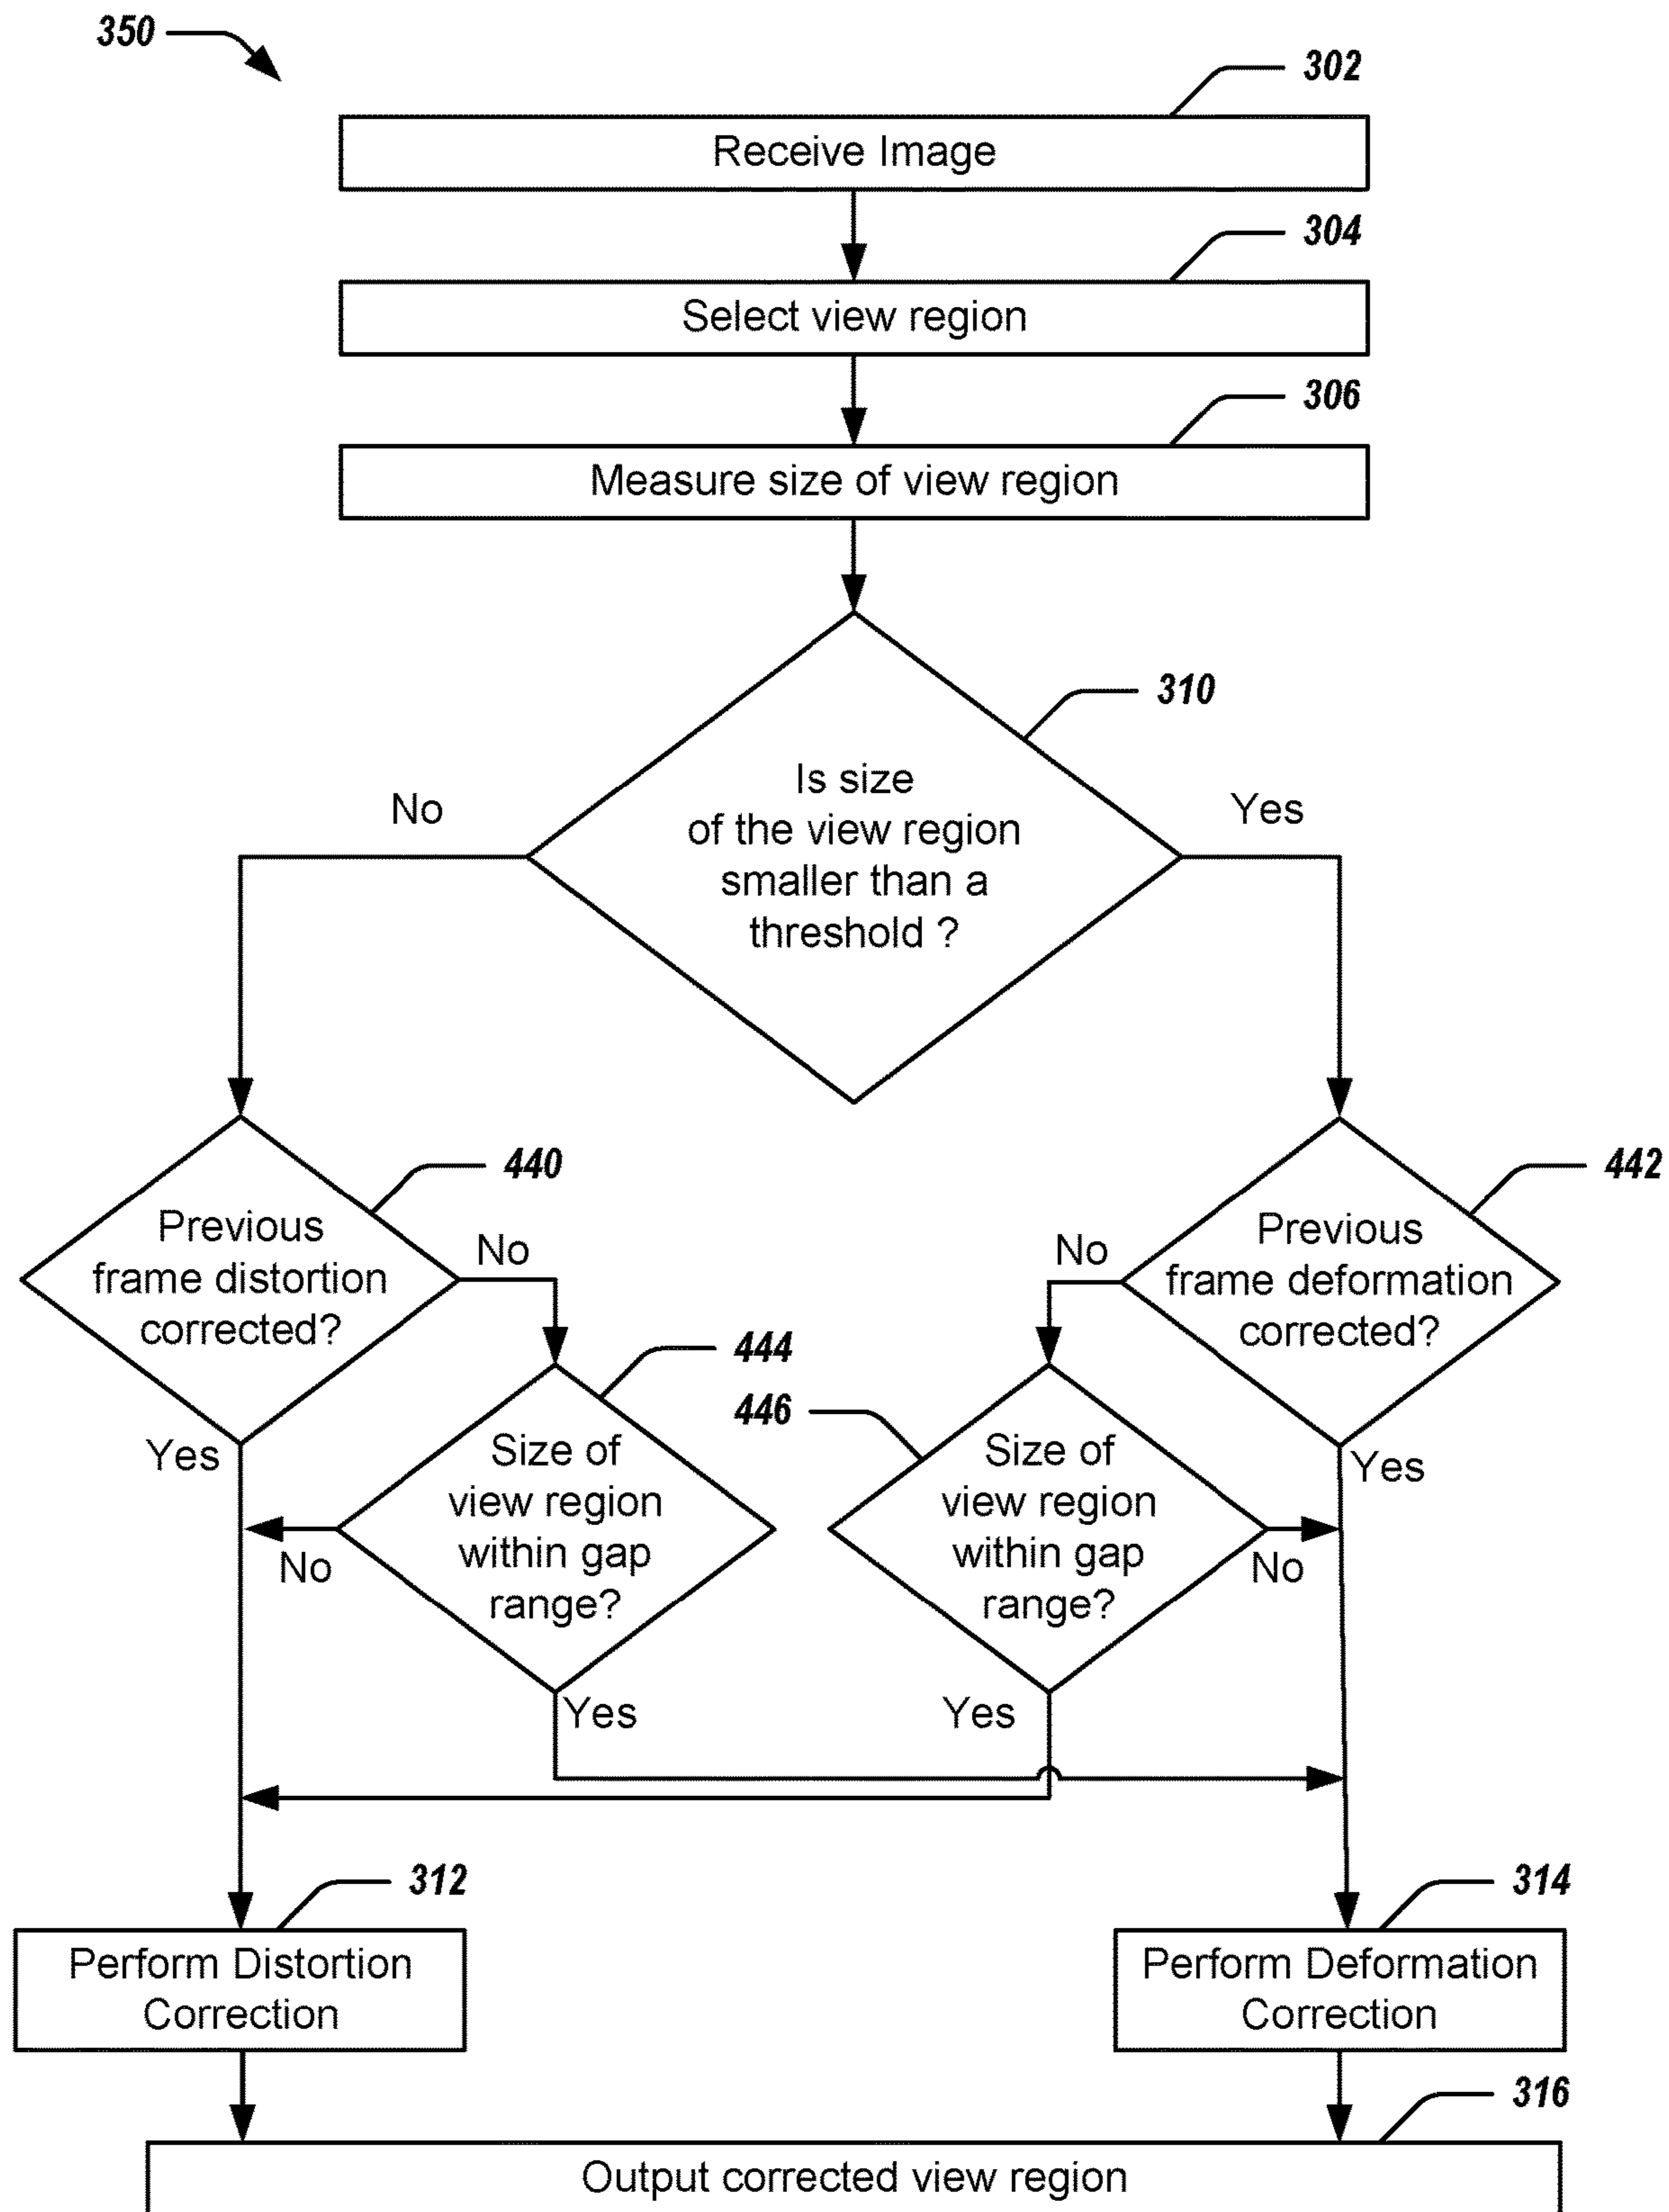 350
302
Receive Image
304
Select view region
306
Measure size of view region
310
Is size
of the view region
smaller than a
threshold ?
No
Yes
440
Previous
frame distortion
corrected?
No
Yes
442
Previous
frame deformation
corrected?
No
Yes
444
Size of
view region
within gap
range?
No
Yes
446
Size of
view region
within gap
range?
No
Yes
312
Perform Distortion
Correction
314
Perform Deformation
Correction
316
Output corrected view region